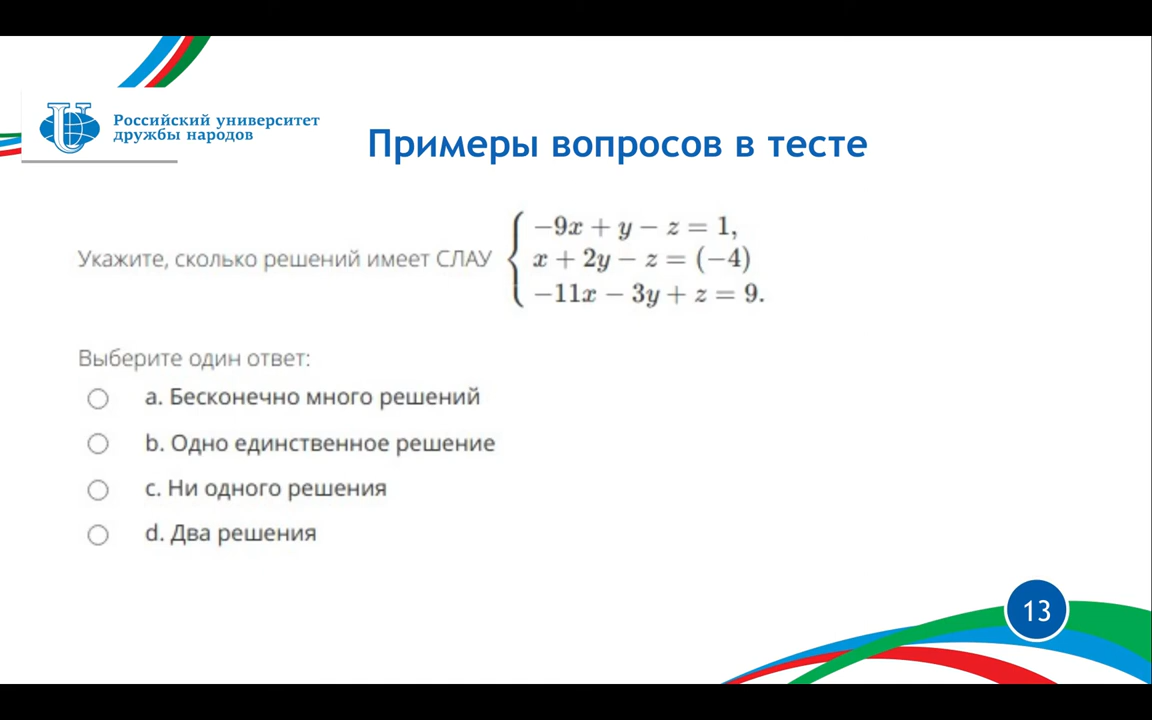 Российский университет
дружбы народов
Примеры вопросов в тесте
Укажите, сколько решений имеет СЛАУ
−9x + y − z = 1,
x + 2y − z = (−4)
−11x − 3y + z = 9.
Выберите один ответ:
a. Бесконечно много решений
b. Одно единственное решение
c. Ни одного решения
d. Два решения
13